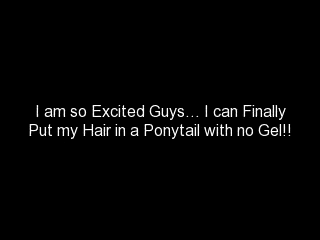 I am so Excited Guys... I can Finally
Put my Hair in a Ponytail with no Gel!!